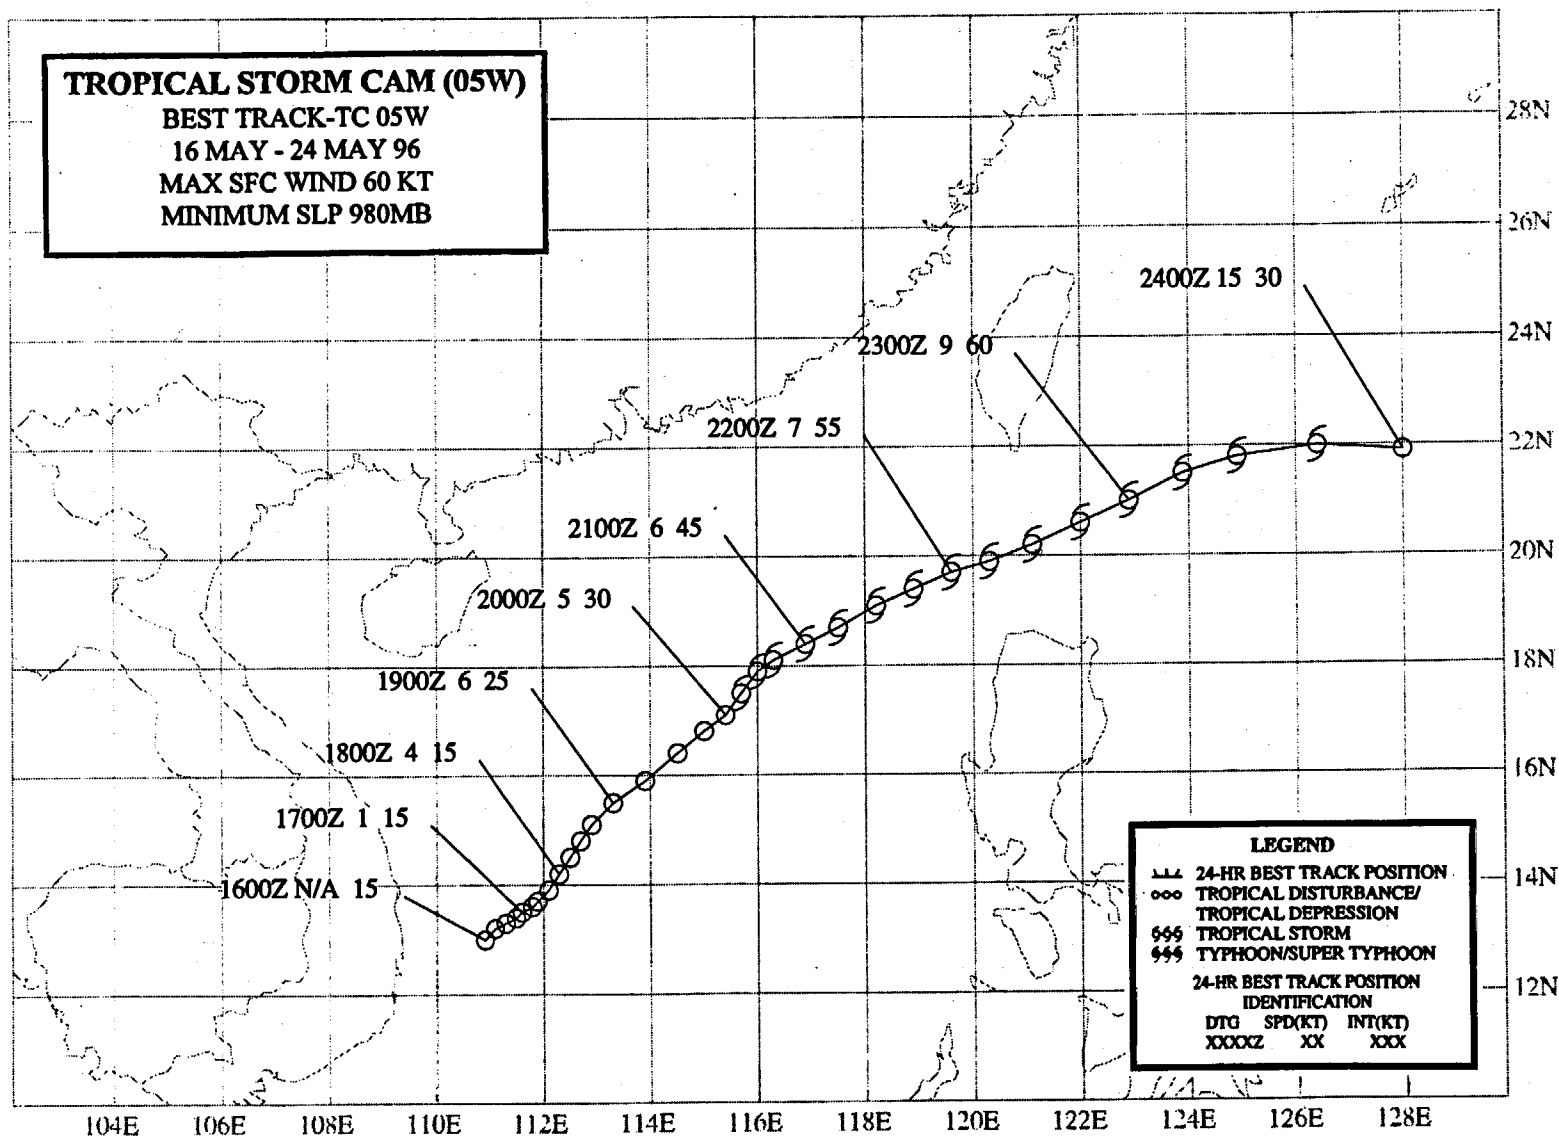 TROPICAL STORM CAM (05W)
BEST TRACK-TC 05W
16 MAY - 24 MAY 96
MAX SFC WIND 60 KT
MINIMUM SLP 980MB
28N
26N
2400Z 15 30
24N
2300Z 9 60
2200Z 7 55
22N
2100Z 6 45
20N
2000Z 5 30
18N
1900Z 6 25
1800Z 4 15
16N
1700Z 1 15
1600Z N/A 15
14N
12N
LEGEND
24-HR BEST TRACK POSITION
TROPICAL DISTURBANCE/
TROPICAL DEPRESSION
TROPICAL STORM
TYPHOON/SUPER TYPHOON
24-HR BEST TRACK POSITION
IDENTIFICATION
DTG SPD(KT) INT(KT)
XXXXZ XX XXX
104E 106E 108E 110E 112E 114E 116E 118E 120E 122E 124E 126E 128E